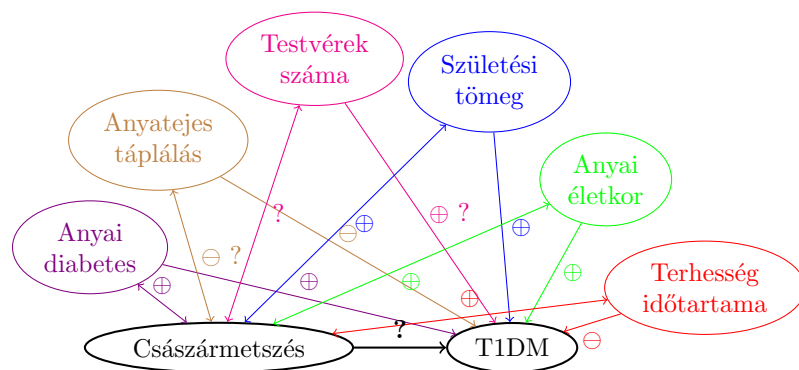 Testvérek
száma
Születési
tömeg
Anyatejes
táplálás
Anyai
életkor
Anyai
diabetes
Terhesség
időtartama
Császármetszés
T1DM
?
⊕ ?
⊖
⊕
⊕
⊖ ?
⊕
⊕
⊕
⊕
⊕
?
⊖